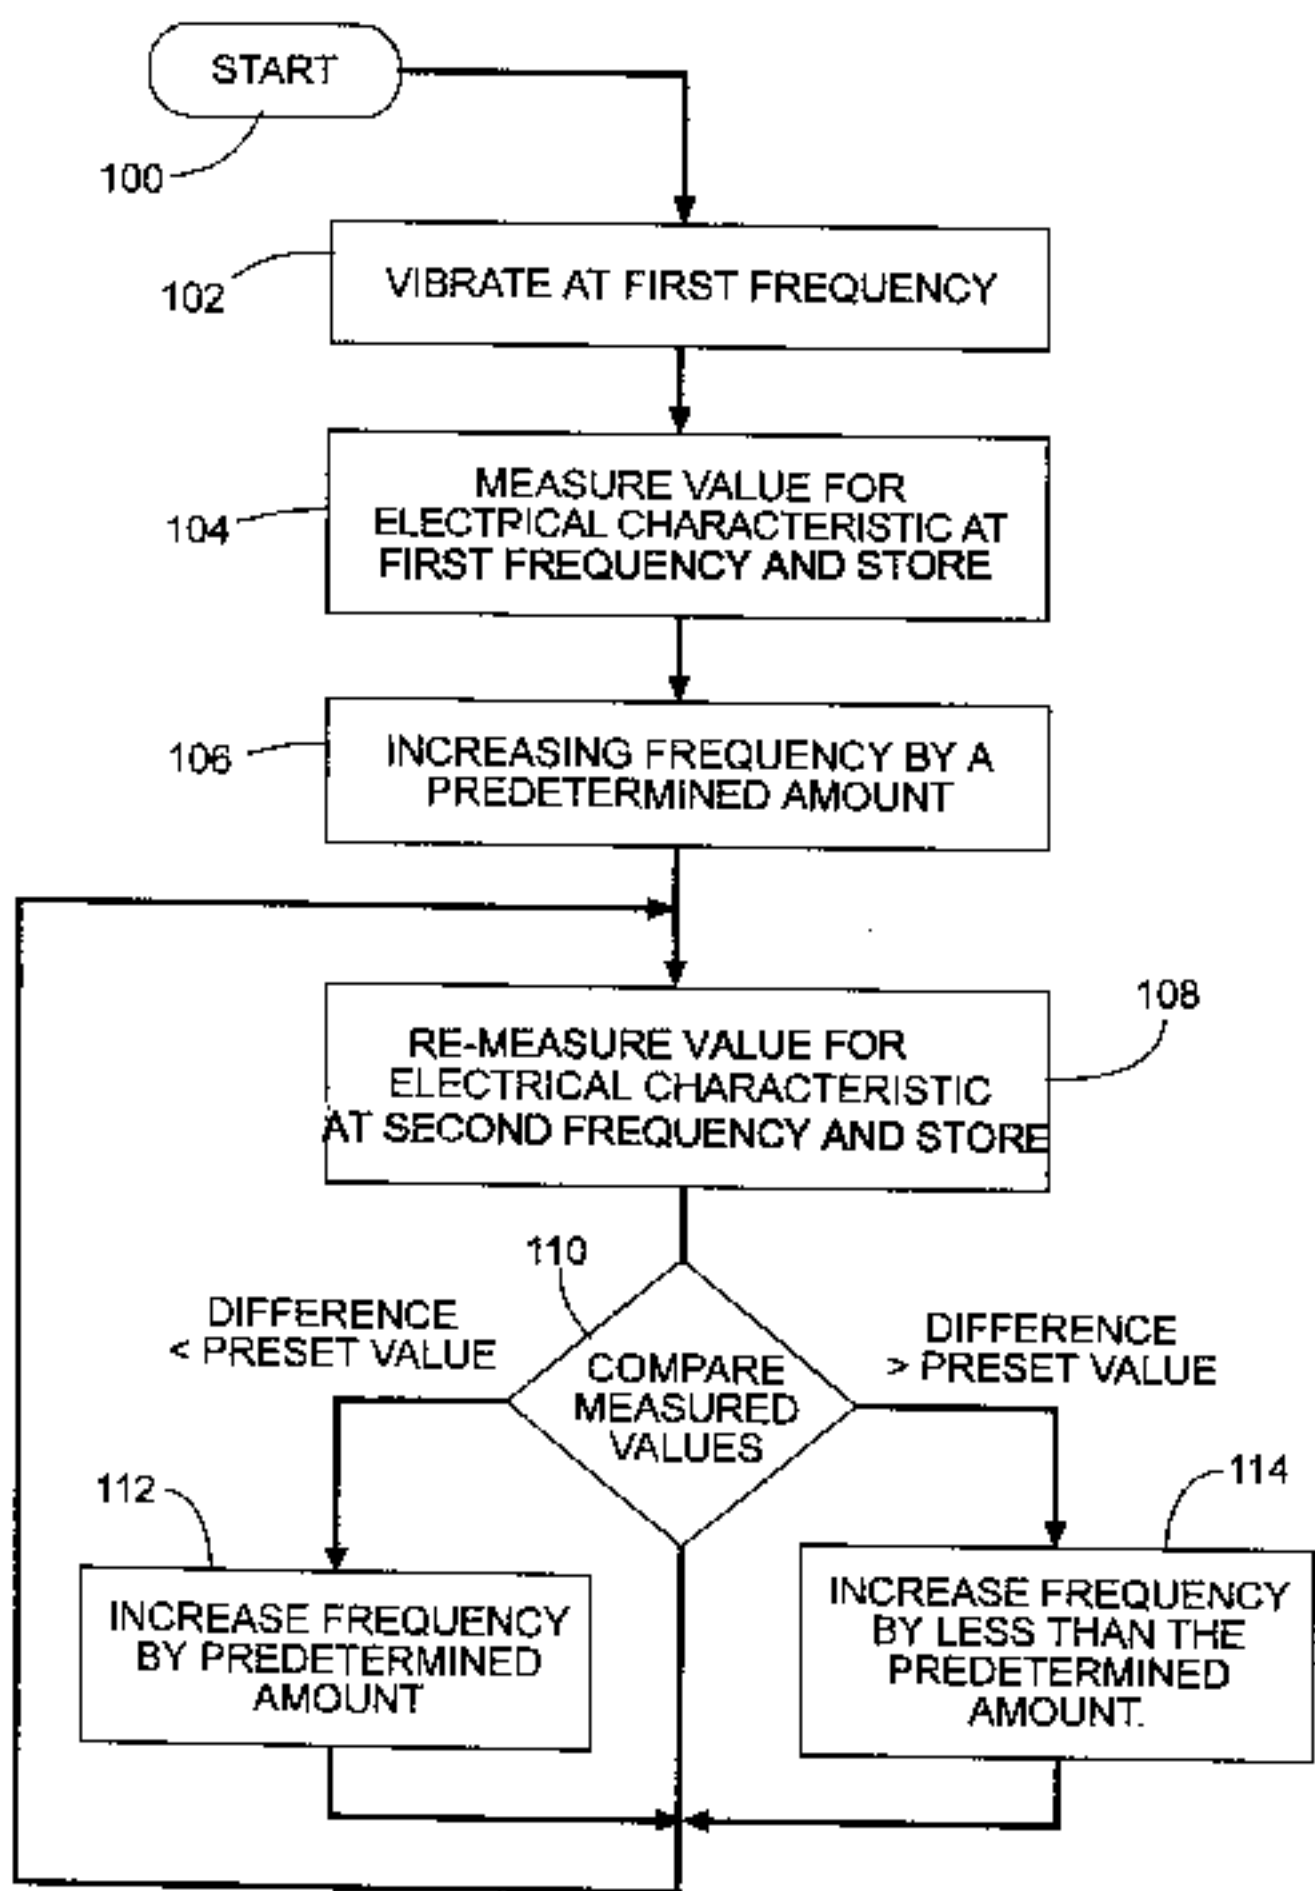 START
100
VIBRATE AT FIRST FREQUENCY
102
MEASURE VALUE FOR
ELECTRICAL CHARACTERISTIC AT
FIRST FREQUENCY AND STORE
104
INCREASING FREQUENCY BY A
PREDETERMINED AMOUNT
106
RE-MEASURE VALUE FOR
ELECTRICAL CHARACTERISTIC
AT SECOND FREQUENCY AND STORE
108
110
DIFFERENCE
< PRESET VALUE
COMPARE
MEASURED
VALUES
DIFFERENCE
> PRESET VALUE
112
INCREASE FREQUENCY
BY PREDETERMINED
AMOUNT
114
INCREASE FREQUENCY
BY LESS THAN THE
PREDETERMINED
AMOUNT.